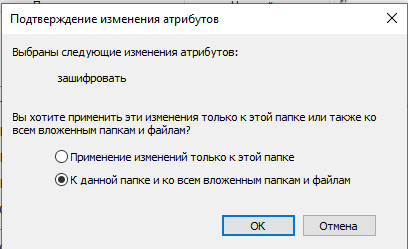 Подтверждение изменения атрибутов
Выбраны следующие изменения атрибутов:
зашифровать
Вы хотите применить эти изменения только к этой папке или также ко
всем вложенным папкам и файлам?
Применение изменений только к этой папке
К данной папке и ко всем вложенным папкам и файлам
ОК
Отмена